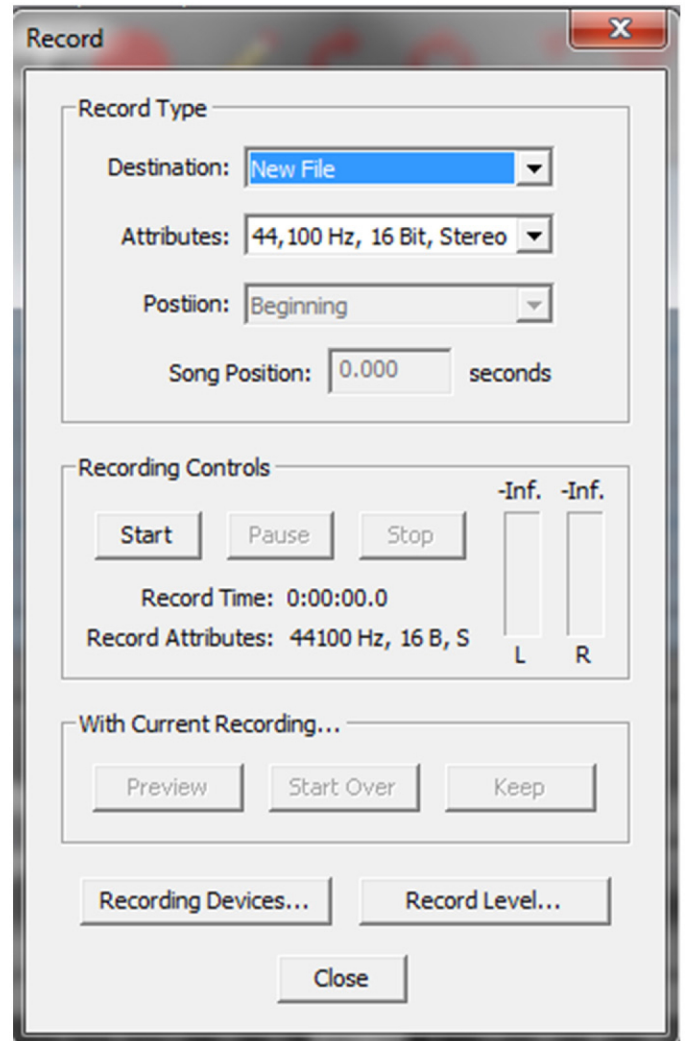 Record
Record Type
Destination: New File
Attributes: 44,100 Hz, 16 Bit, Stereo
Postiion: Beginning
Song Position: 0.000 seconds
Recording Controls
-Inf. -Inf.
Start Pause Stop
Record Time: 0:00:00.0
Record Attributes: 44100 Hz, 16 B, S
L R
With Current Recording...
Preview Start Over Keep
Recording Devices... Record Level...
Close